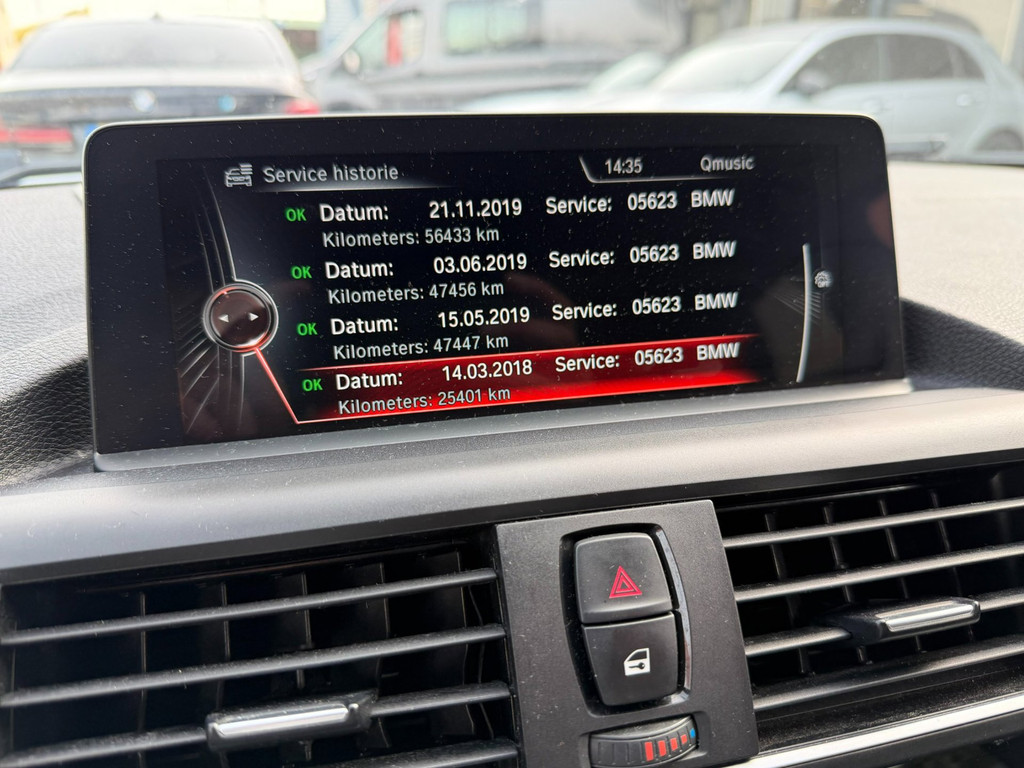 Service historie 14:35 Qmusic
OK Datum: 21.11.2019 Service: 05623 BMW
Kilometers: 56433 km
OK Datum: 03.06.2019 Service: 05623 BMW
Kilometers: 47456 km
OK Datum: 15.05.2019 Service: 05623 BMW
Kilometers: 47447 km
OK Datum: 14.03.2018 Service: 05623 BMW
Kilometers: 25401 km